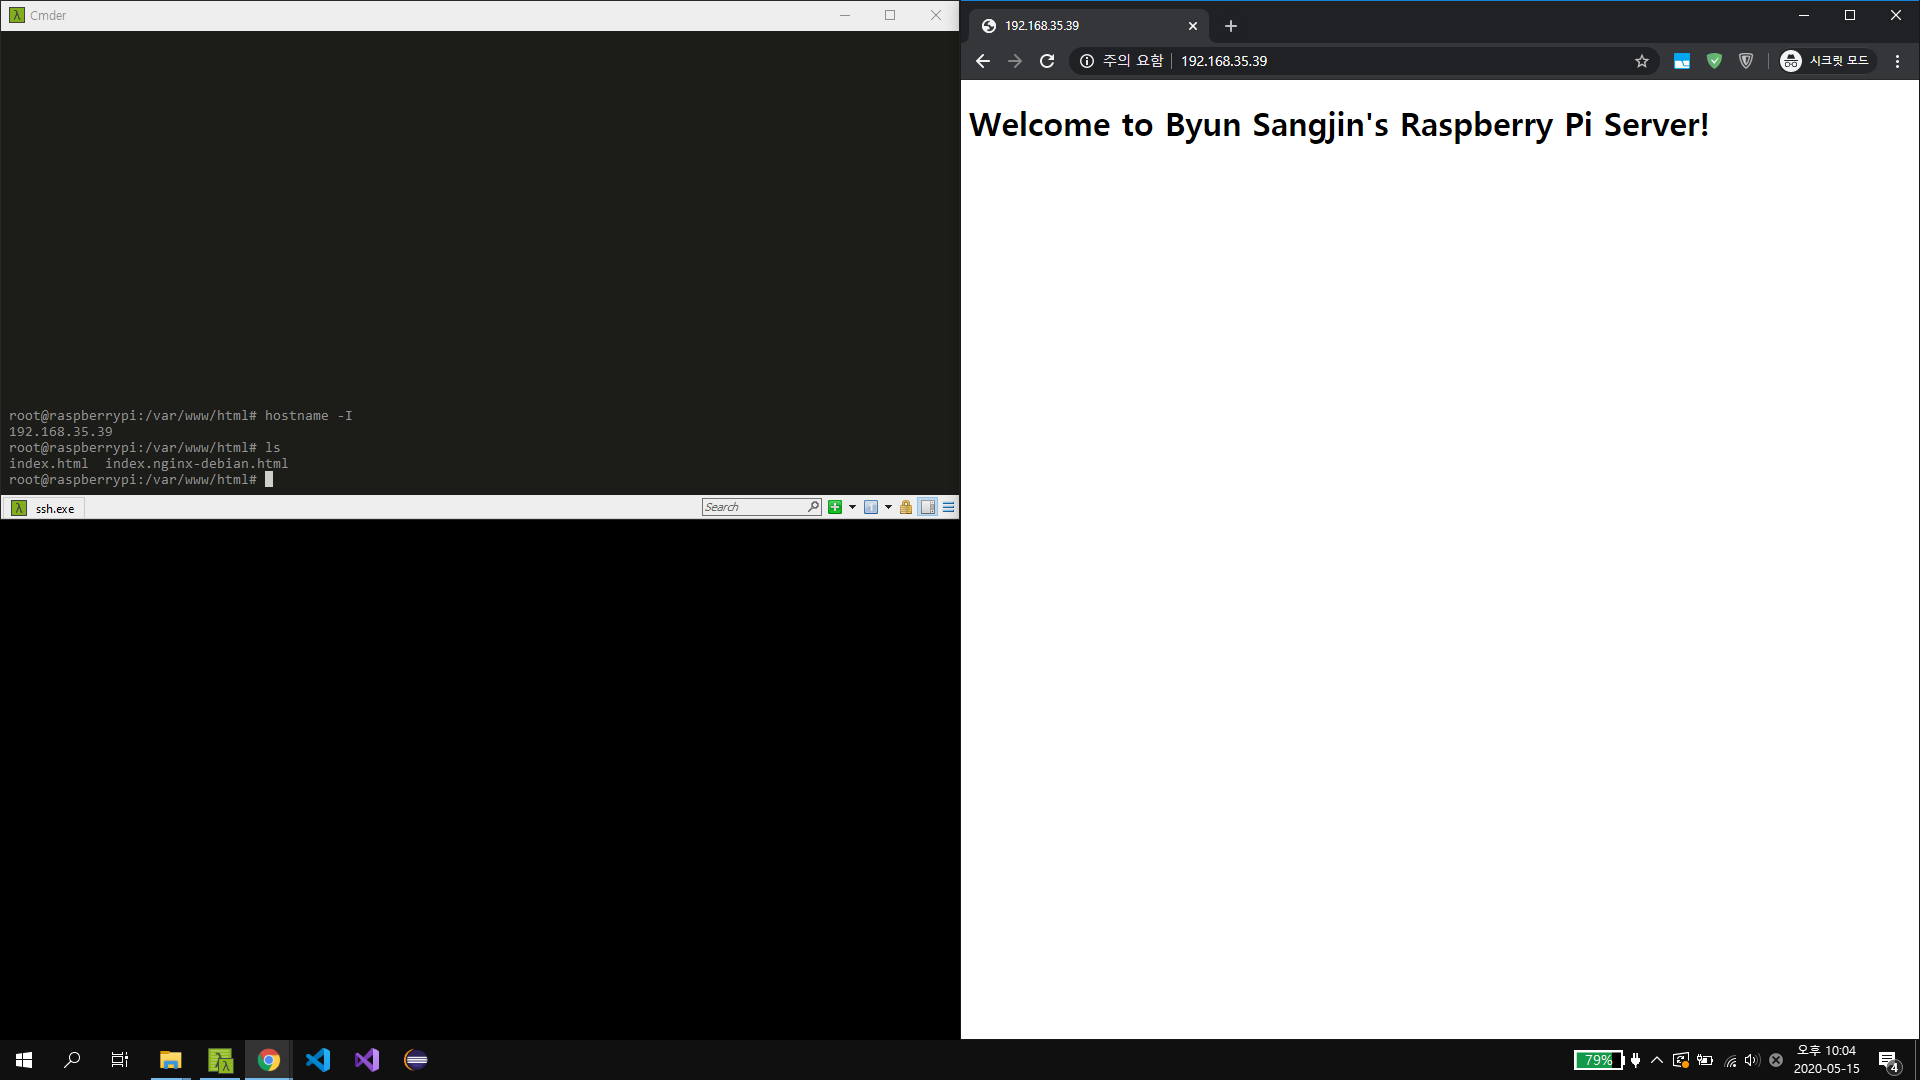 Cmder
root@raspberrypi:/var/www/html# hostname -I
192.168.35.39
root@raspberrypi:/var/www/html# ls
index.html  index.nginx-debian.html
root@raspberrypi:/var/www/html#
ssh.exe
Search
192.168.35.39
주의 요함 192.168.35.39
시크릿 모드
Welcome to Byun Sangjin's Raspberry Pi Server!
79%
오후 10:04
2020-05-15
4